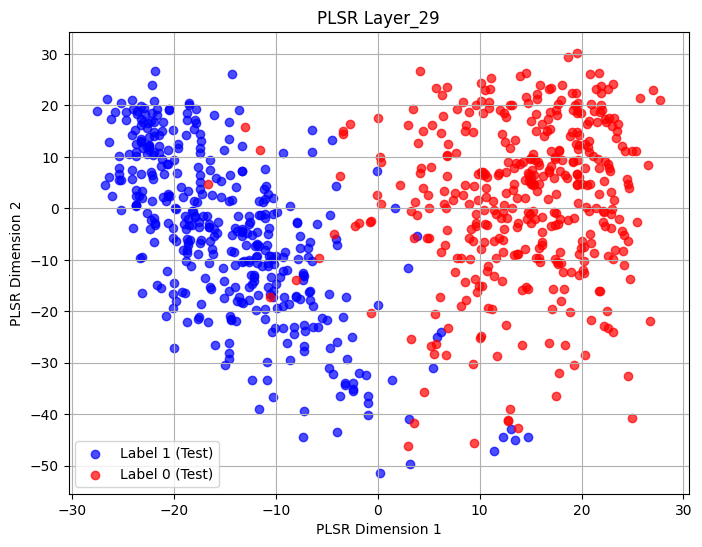 PLSR Layer_29
30
20
10
0
−10
−20
−30
−40
−50
PLSR Dimension 2
Label 1 (Test)
Label 0 (Test)
−30 −20 −10 0 10 20 30
PLSR Dimension 1